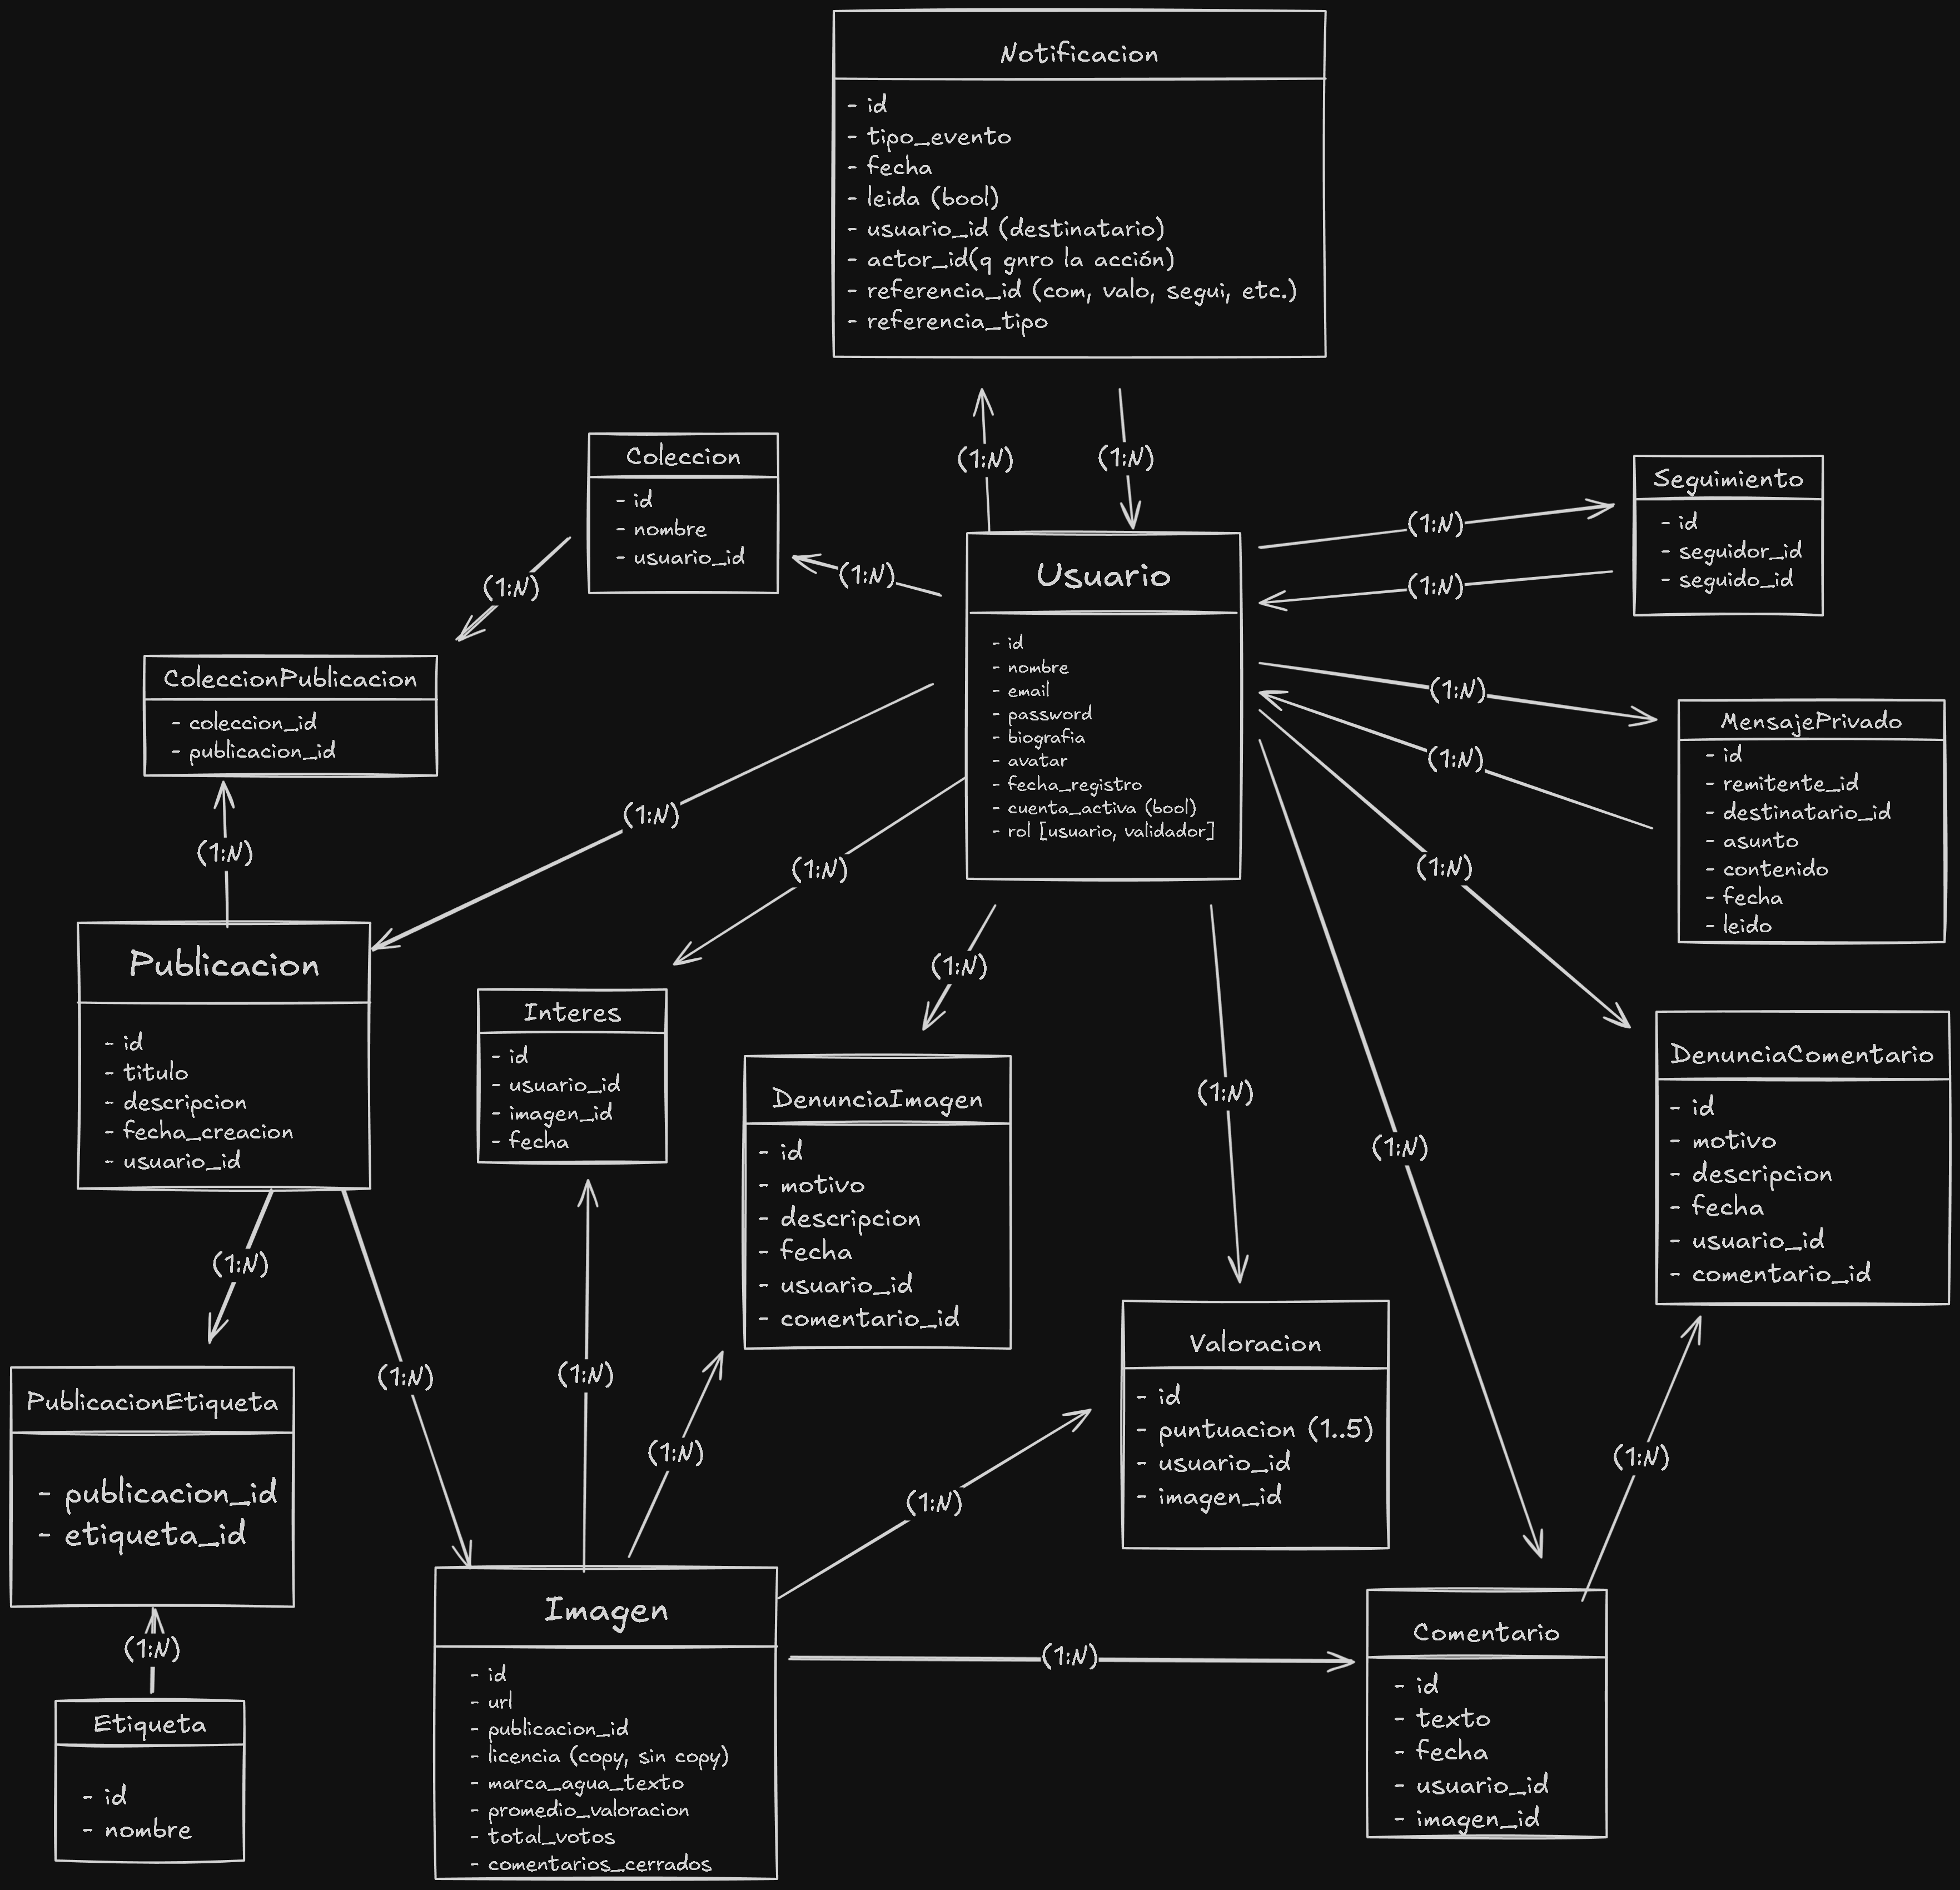 Notificacion
- id
- tipo_evento
- fecha
- leida (bool)
- usuario_id (destinatario)
- actor_id(q gnro la acción)
- referencia_id (com, valo, segui, etc.)
- referencia_tipo
(1:N)
(1:N)
Coleccion
- id
- nombre
- usuario_id
(1:N)
(1:N)
Seguimiento
- id
- seguidor_id
- seguido_id
(1:N)
(1:N)
Usuario
- id
- nombre
- email
- password
- biografia
- avatar
- fecha_registro
- cuenta_activa (bool)
- rol [usuario, validador]
ColeccionPublicacion
- coleccion_id
- publicacion_id
(1:N)
(1:N)
(1:N)
(1:N)
(1:N)
(1:N)
MensajePrivado
- id
- remitente_id
- destinatario_id
- asunto
- contenido
- fecha
- leido
Publicacion
- id
- titulo
- descripcion
- fecha_creacion
- usuario_id
Interes
- id
- usuario_id
- imagen_id
- fecha
(1:N)
DenunciaImagen
- id
- motivo
- descripcion
- fecha
- usuario_id
- comentario_id
(1:N)
(1:N)
DenunciaComentario
- id
- motivo
- descripcion
- fecha
- usuario_id
- comentario_id
(1:N)
(1:N)
(1:N)
(1:N)
PublicacionEtiqueta
- publicacion_id
- etiqueta_id
Valoracion
- id
- puntuacion (1..5)
- usuario_id
- imagen_id
(1:N)
(1:N)
(1:N)
Etiqueta
- id
- nombre
Imagen
- id
- url
- publicacion_id
- licencia (copy, sin copy)
- marca_agua_texto
- promedio_valoracion
- total_votos
- comentarios_cerrados
(1:N)
Comentario
- id
- texto
- fecha
- usuario_id
- imagen_id